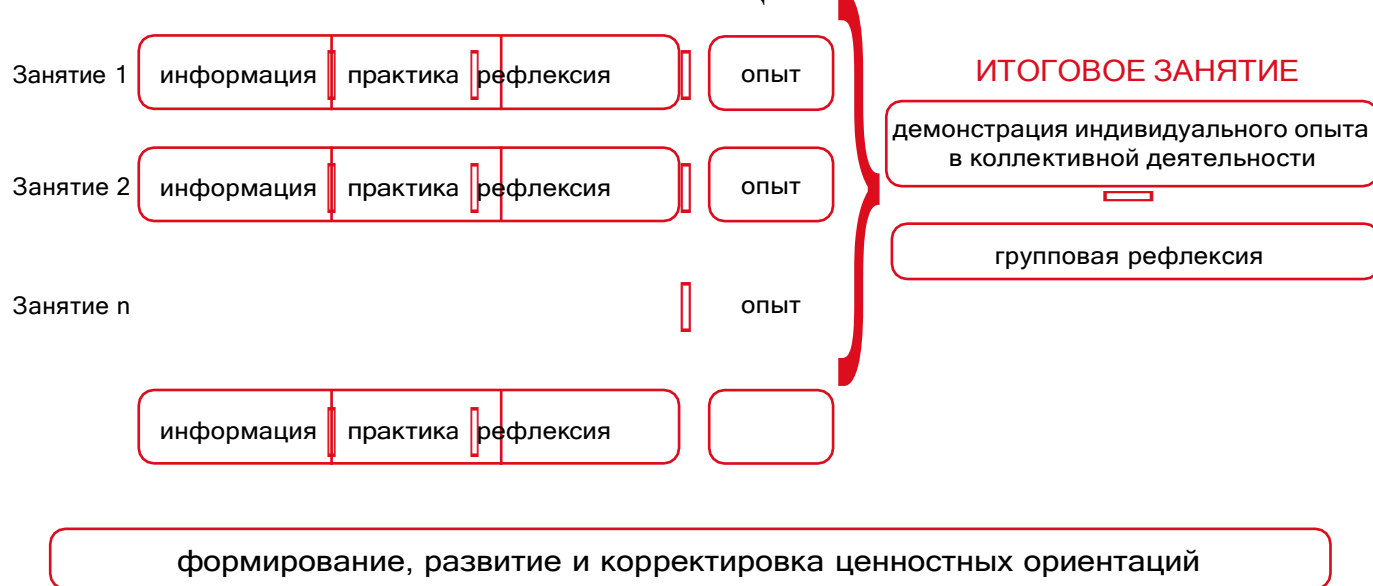 Занятие 1 информация практика рефлексия опыт
Занятие 2 информация практика рефлексия опыт
Занятие n опыт
информация практика рефлексия
ИТОГОВОЕ ЗАНЯТИЕ
демонстрация индивидуального опыта
в коллективной деятельности
групповая рефлексия
формирование, развитие и корректировка ценностных ориентаций